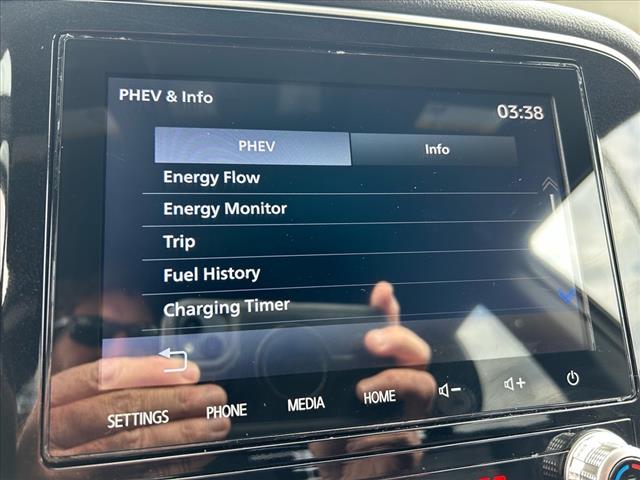 PHEV & Info
03:38
PHEV
Info
Energy Flow
Energy Monitor
Trip
Fuel History
Charging Timer
SETTINGS PHONE MEDIA HOME - +